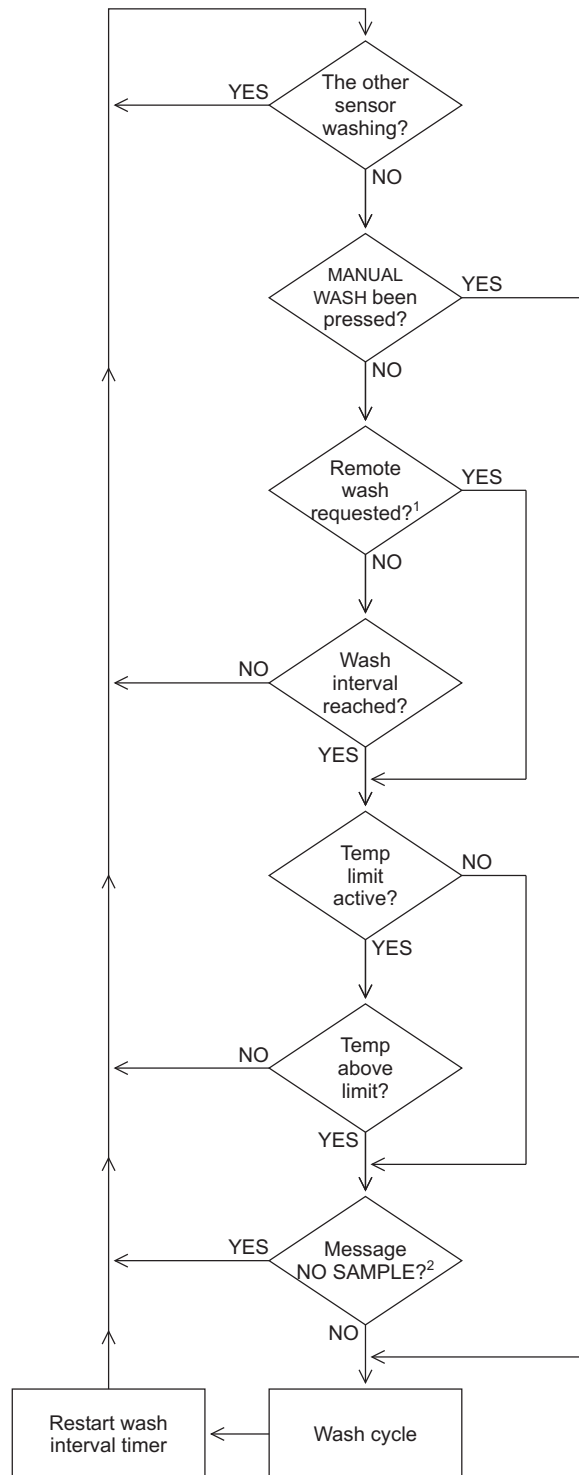 The other
sensor
washing?
YES
NO
MANUAL
WASH been
pressed?
YES
NO
Remote
wash
requested?1
YES
NO
Wash
interval
reached?
NO
YES
Temp
limit
active?
NO
YES
Temp
above
limit?
NO
YES
Message
NO SAMPLE?2
YES
NO
Restart wash
interval timer
Wash cycle